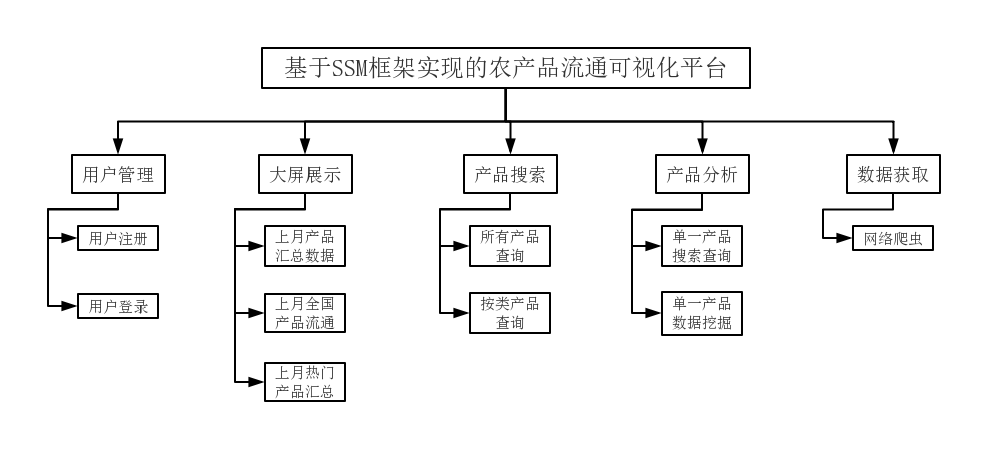 基于SSM框架实现的农产品流通可视化平台
用户管理
大屏展示
产品搜索
产品分析
数据获取
用户注册
用户登录
上月产品
汇总数据
上月全国
产品流通
上月热门
产品汇总
所有产品
查询
按类产品
查询
单一产品
搜索查询
单一产品
数据挖掘
网络爬虫